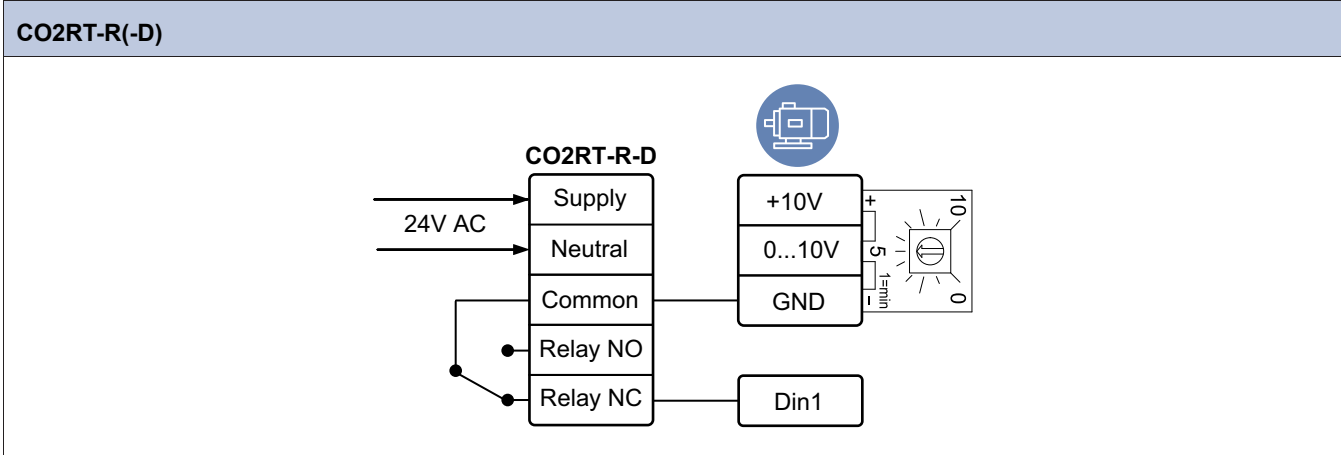 CO2RT-R(-D)
CO2RT-R-D
24V AC
Supply
Neutral
Common
Relay NO
Relay NC
+10V
0...10V
GND
Din1
+
-
1=min
10
5
0